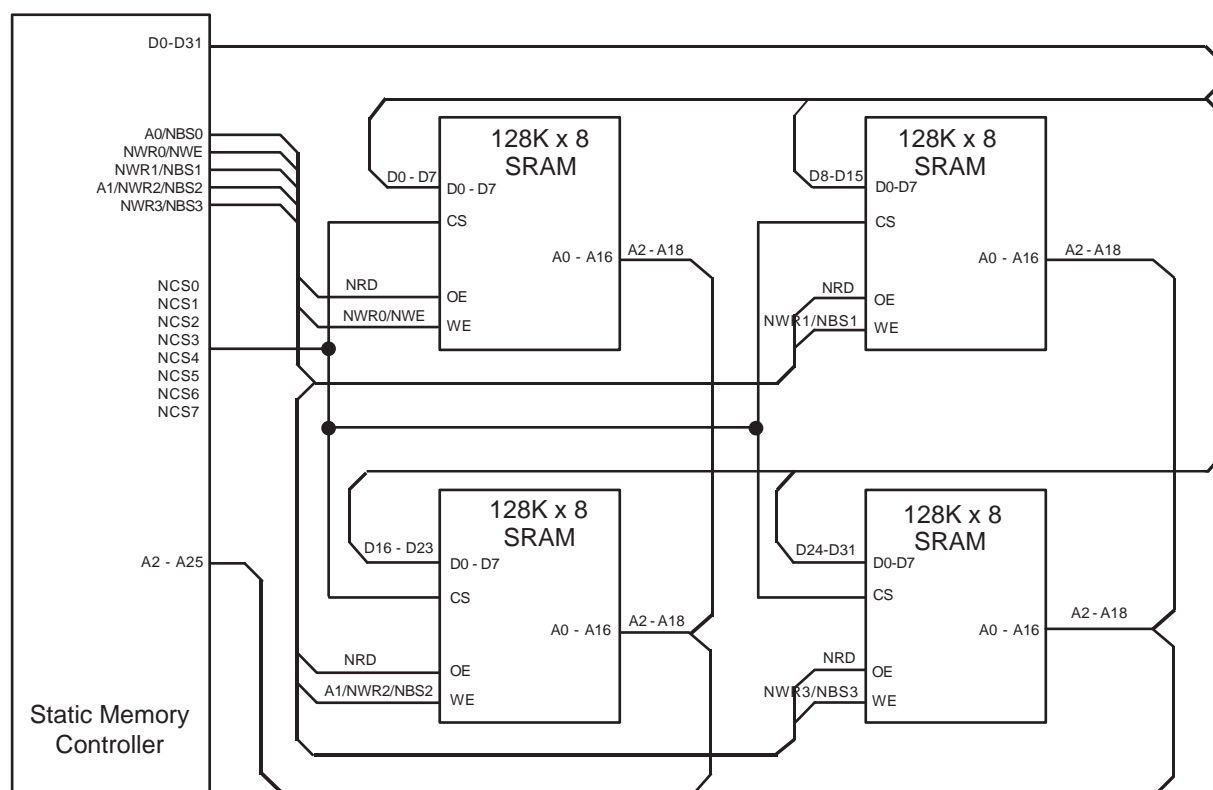 D0-D31
A0/NBS0
NWR0/NWE
NWR1/NBS1
A1/NWR2/NBS2
NWR3/NBS3
NCS0
NCS1
NCS2
NCS3
NCS4
NCS5
NCS6
NCS7
A2 - A25
Static Memory
Controller
128K x 8
SRAM
D0 - D7
D0 - D7
CS
A0 - A16
A2 - A18
NRD
OE
NWR0/NWE
WE
128K x 8
SRAM
D8-D15
D0-D7
CS
A0 - A16
A2 - A18
NRD
OE
NWR1/NBS1
WE
128K x 8
SRAM
D16 - D23
D0 - D7
CS
A0 - A16
A2 - A18
NRD
OE
A1/NWR2/NBS2
WE
128K x 8
SRAM
D24-D31
D0-D7
CS
A0 - A16
A2 - A18
NRD
OE
NWR3/NBS3
WE